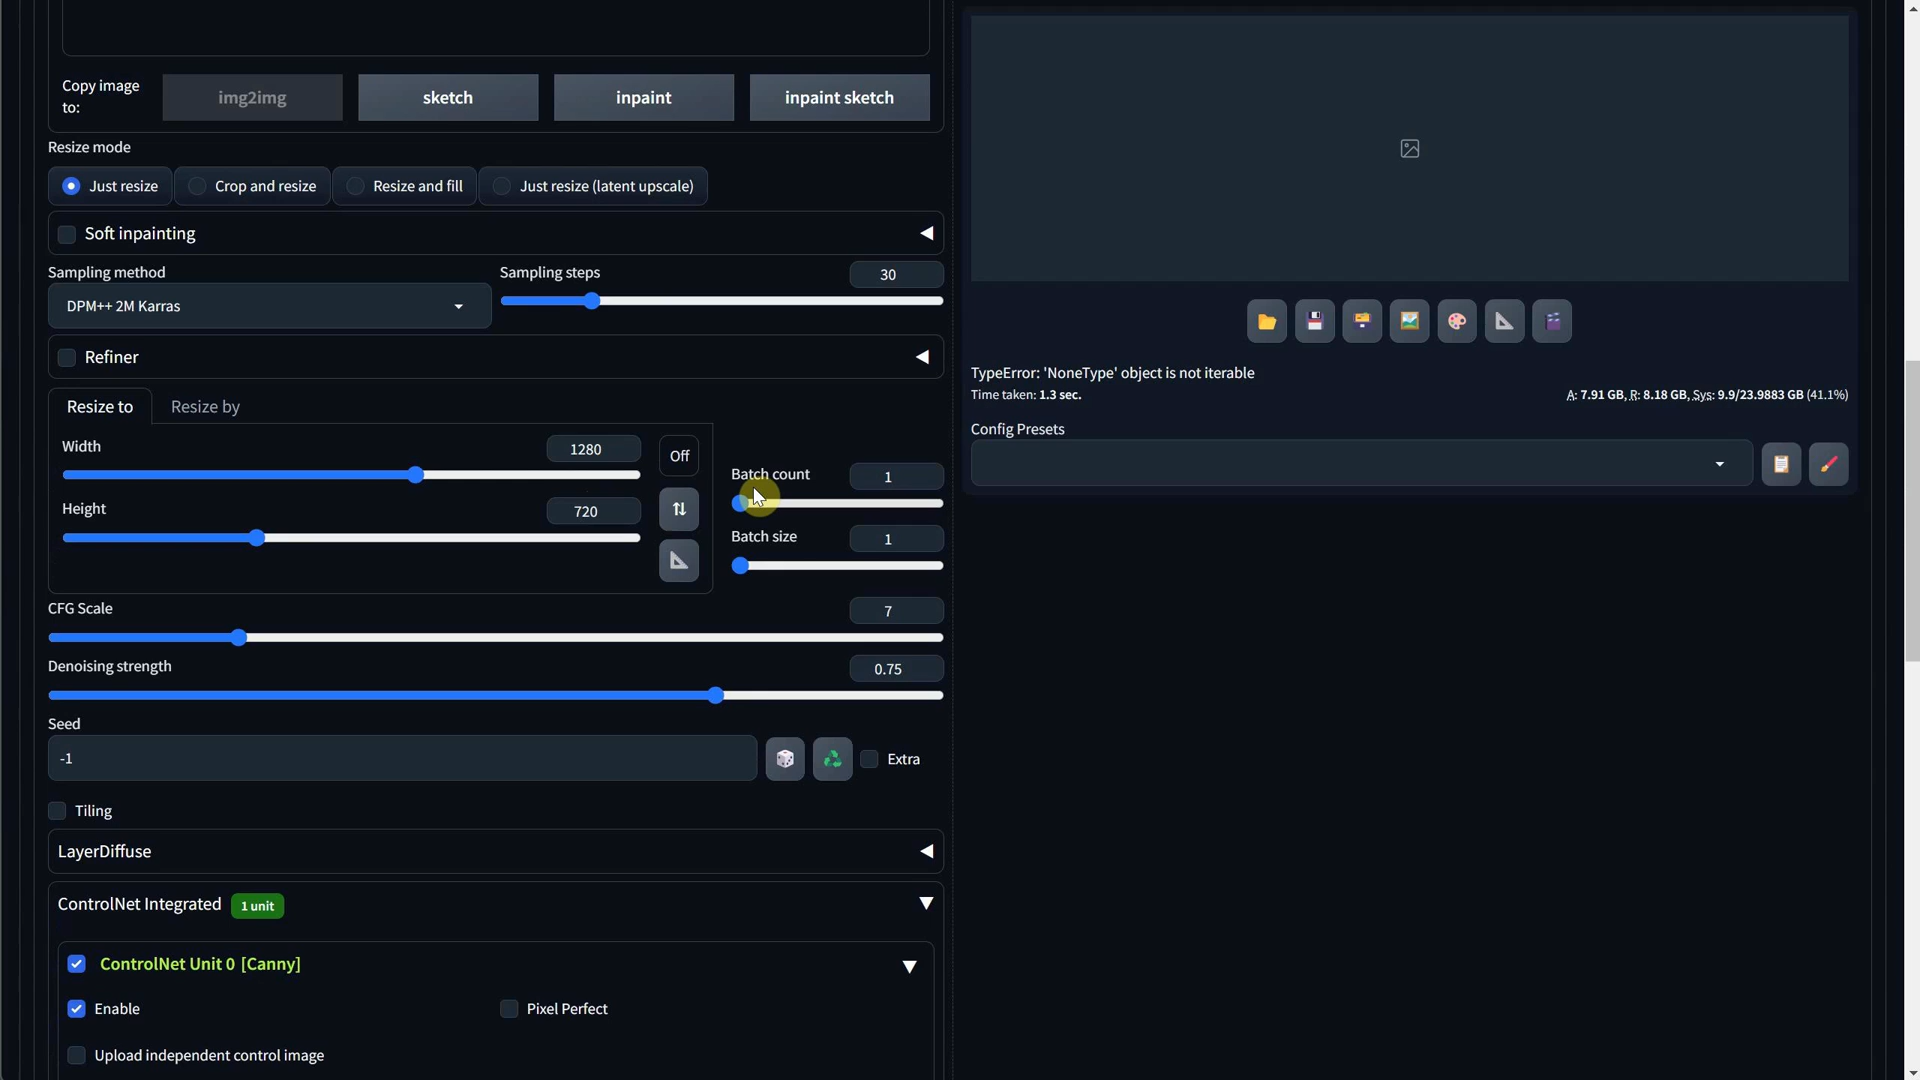 Copy image
to:
img2img
sketch
inpaint
inpaint sketch
Resize mode
Just resize
Crop and resize
Resize and fill
Just resize (latent upscale)
Soft inpainting
Sampling method
Sampling steps
30
DPM++ 2M Karras
Refiner
Resize to
Resize by
Width
1280
Off
Height
720
Batch count
1
Batch size
1
CFG Scale
7
Denoising strength
0.75
Seed
-1
Extra
Tiling
LayerDiffuse
ControlNet Integrated
1 unit
ControlNet Unit 0 [Canny]
Enable
Pixel Perfect
Upload independent control image
TypeError: 'NoneType' object is not iterable
Time taken: 1.3 sec.
A: 7.91 GB, R: 8.18 GB, Sys: 9.9/23.9883 GB (41.1%)
Config Presets